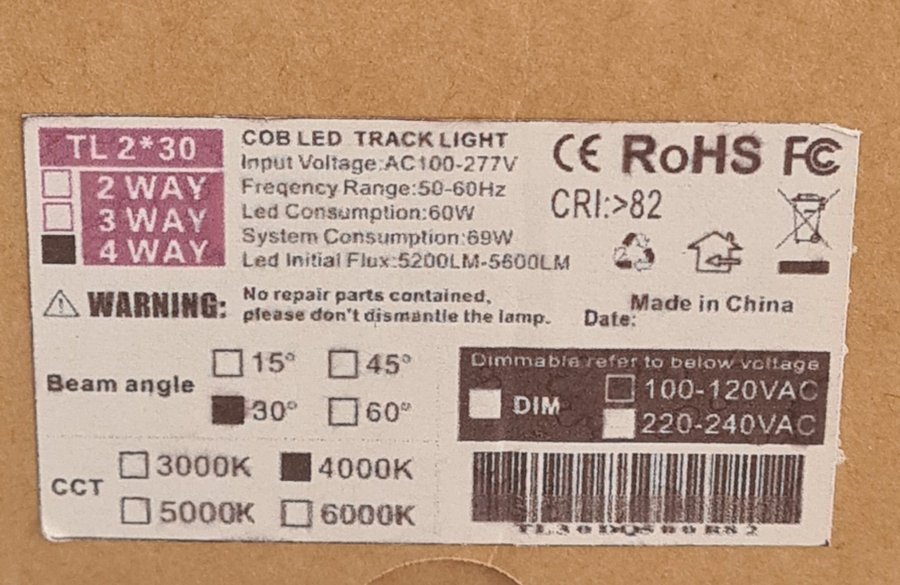 TL 2*30
2 WAY
3 WAY
4 WAY
COB LED TRACK LIGHT
Input Voltage:AC100-277V
Freqency Range:50-60Hz
Led Consumption:60W
System Consumption:69W
Led Initial Flux:5200LM-5600LM
CE RoHS FC
CRI:>82
WARNING:
No repair parts contained,
please don't dismantle the lamp.
Made in China
Date:
Beam angle
15° 45°
30° 60°
Dimmable refer to below voltage
DIM
100-120VAC
220-240VAC
CCT
3000K 4000K
5000K 6000K